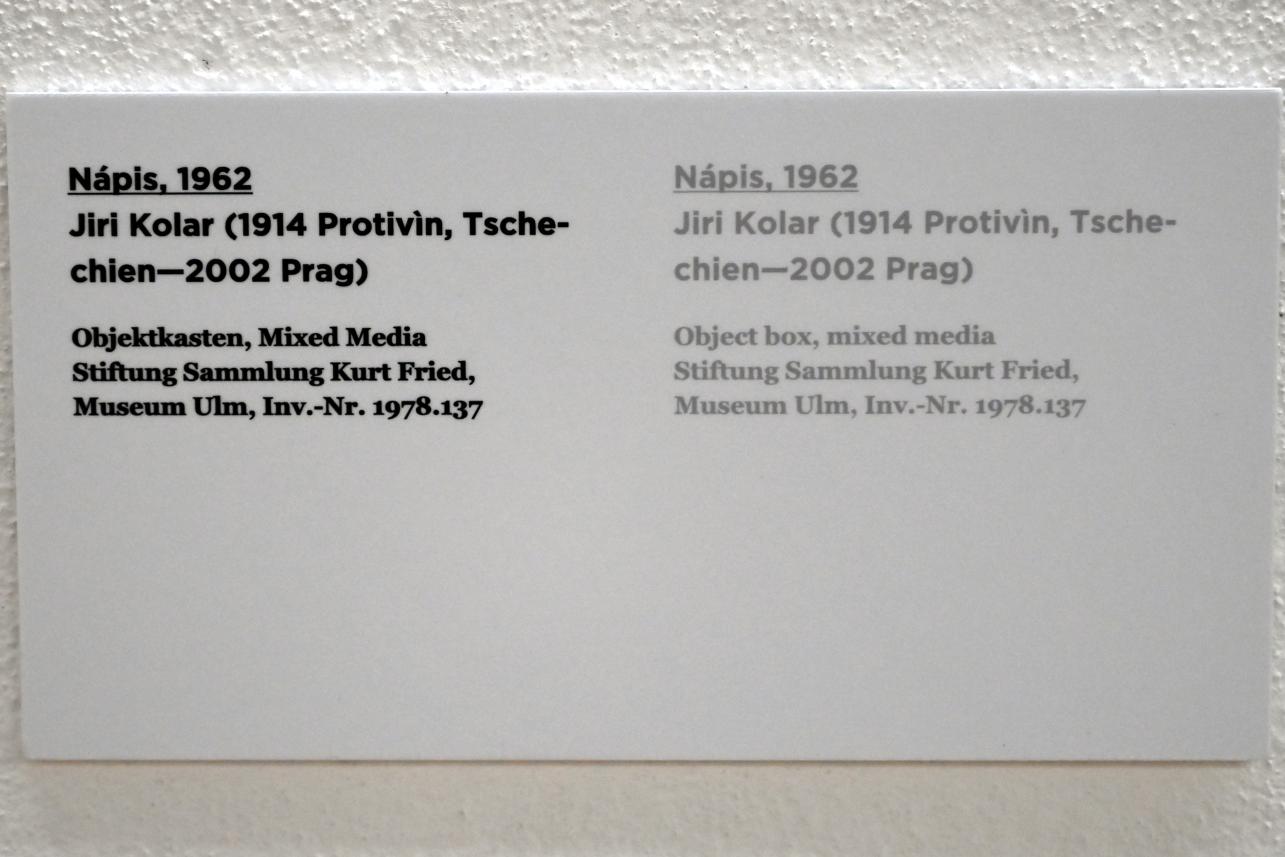 Nápis, 1962
Jiri Kolar (1914 Protivìn, Tsche-
chien—2002 Prag)
Objektkasten, Mixed Media
Stiftung Sammlung Kurt Fried,
Museum Ulm, Inv.-Nr. 1978.137
Nápis, 1962
Jiri Kolar (1914 Protivìn, Tsche-
chien—2002 Prag)
Object box, mixed media
Stiftung Sammlung Kurt Fried,
Museum Ulm, Inv.-Nr. 1978.137